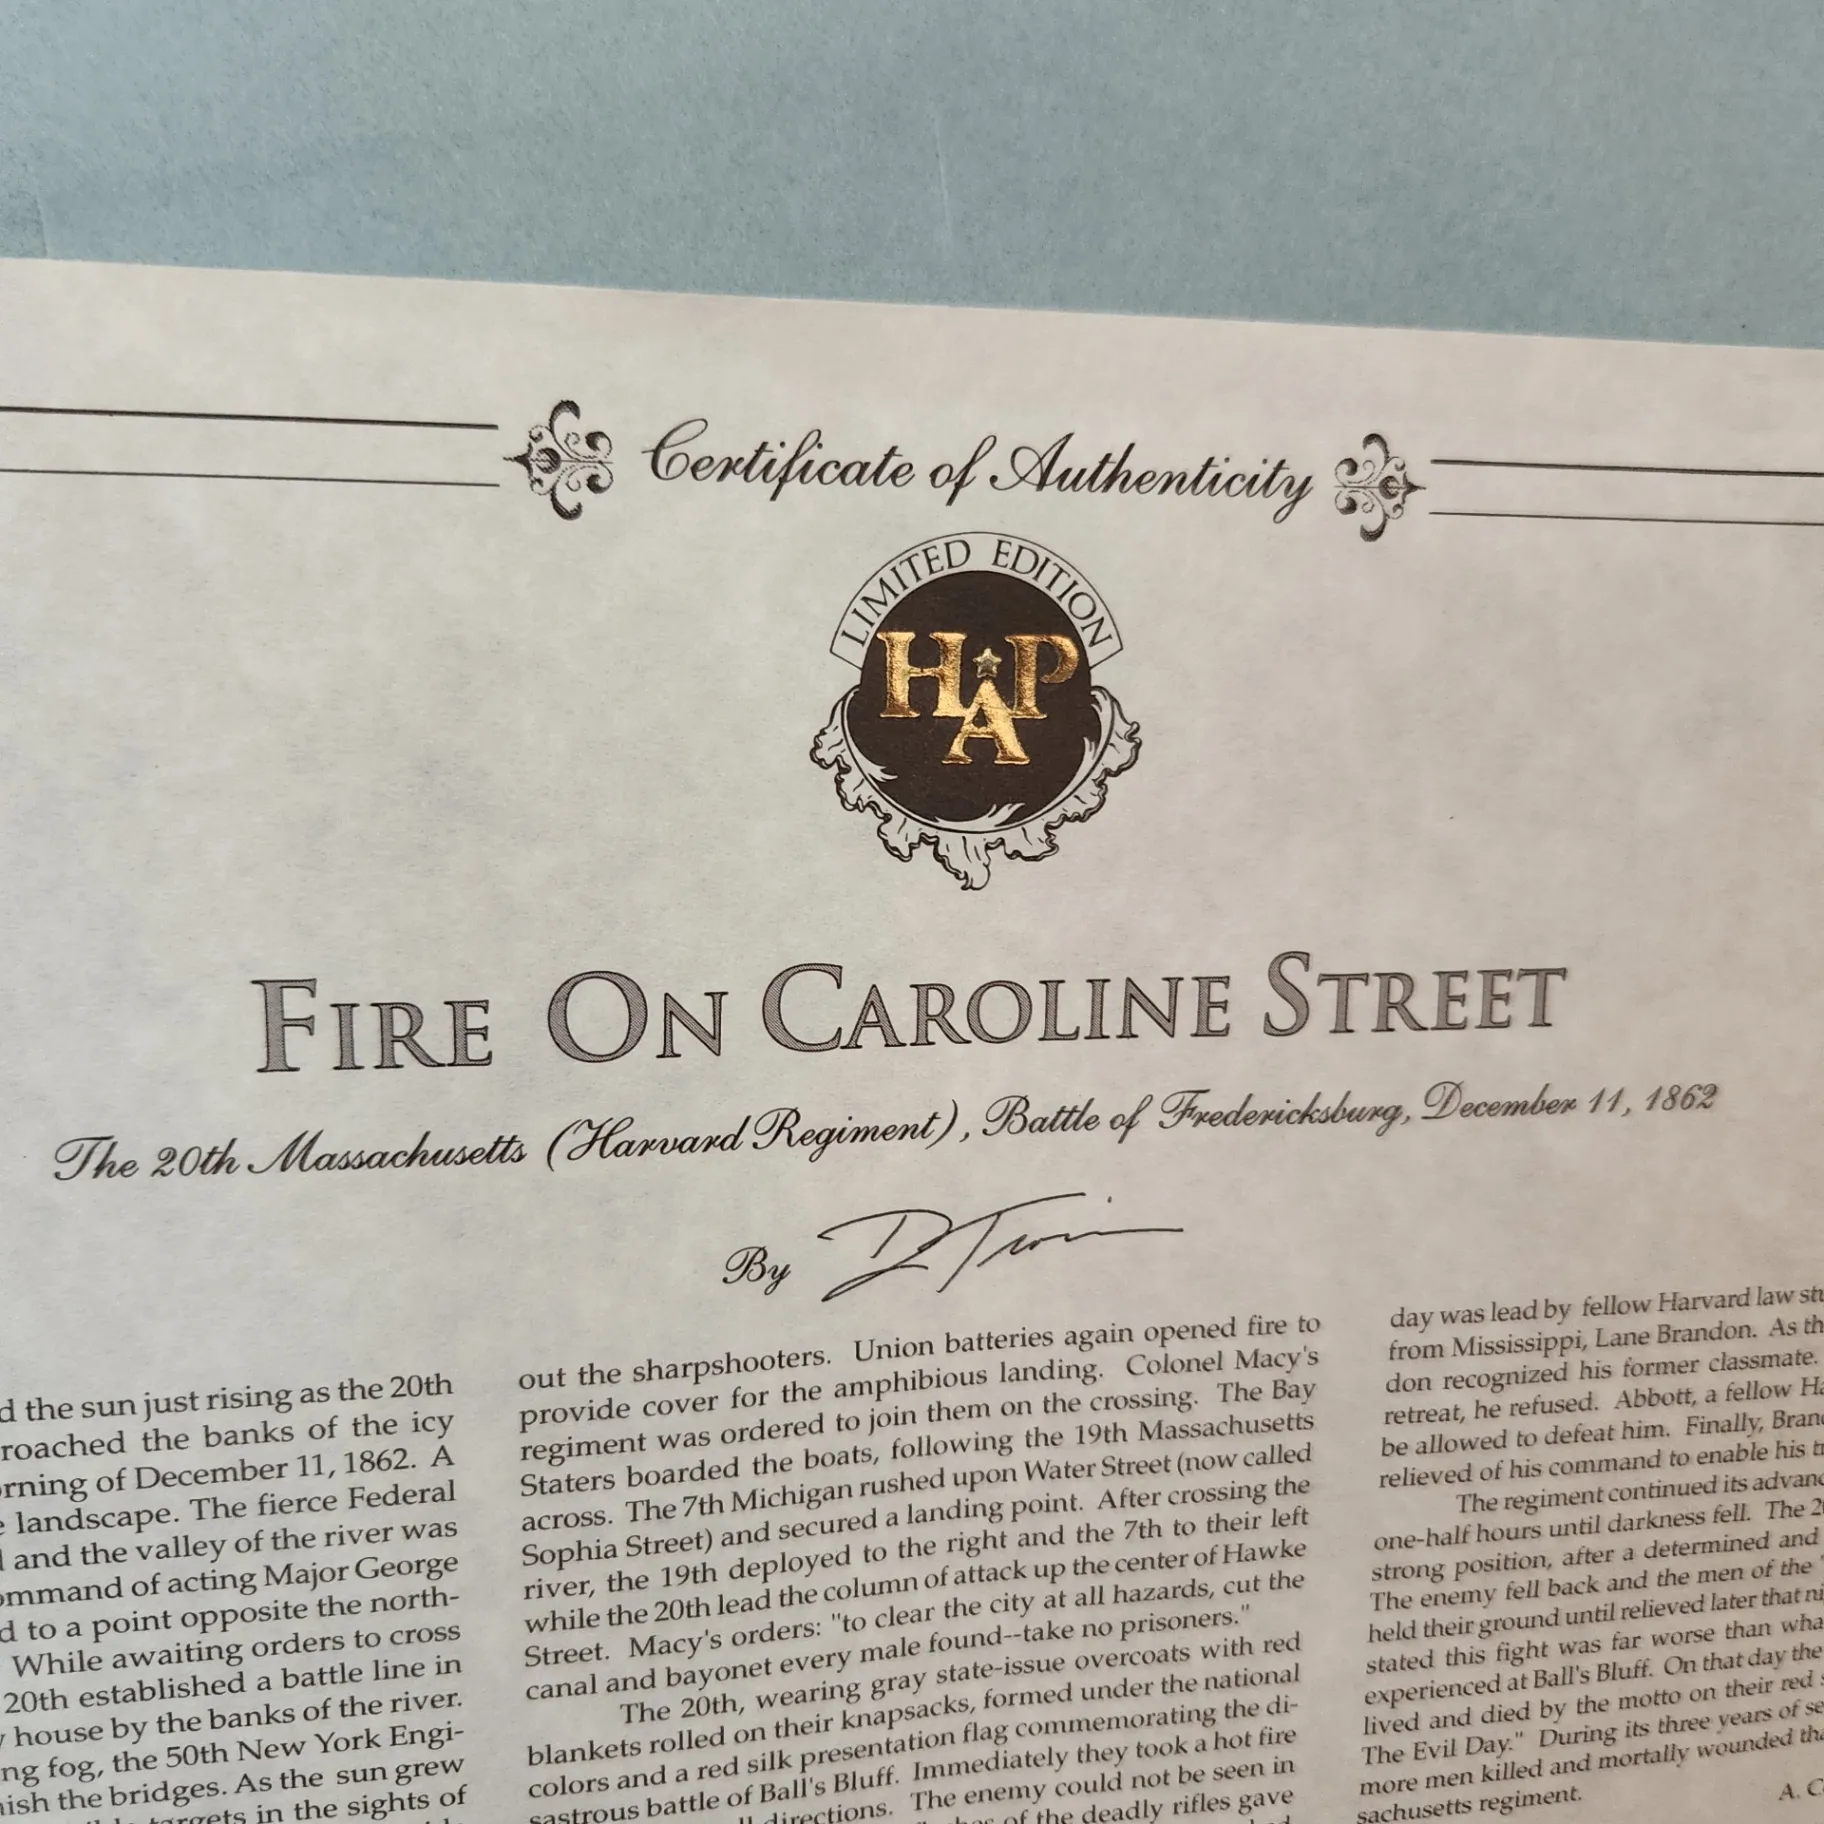 Certificate of Authenticity
LIMITED EDITION
HAP
FIRE ON CAROLINE STREET
The 20th Massachusetts (Harvard Regiment), Battle of Fredericksburg, December 11, 1862
By
the sun just rising as the 20th
the banks of the icy
of December 11, 1862. A
landscape. The fierce Federal
and the valley of the river was
of acting Major George
to a point opposite the north-
While awaiting orders to cross
20th established a battle line in
house by the banks of the river.
fog, the 50th New York Engi-
the bridges. As the sun grew
in the sights of
out the sharpshooters. Union batteries again opened fire to
provide cover for the amphibious landing. Colonel Macy's
regiment was ordered to join them on the crossing. The Bay
Staters boarded the boats, following the 19th Massachusetts
across. The 7th Michigan rushed upon Water Street (now called
Sophia Street) and secured a landing point. After crossing the
river, the 19th deployed to the right and the 7th to their left
while the 20th lead the column of attack up the center of Hawke
Street. Macy's orders: "to clear the city at all hazards, cut the
canal and bayonet every male found--take no prisoners."
The 20th, wearing gray state-issue overcoats with red
blankets rolled on their knapsacks, formed under the national
colors and a red silk presentation flag commemorating the di-
sastrous battle of Ball's Bluff. Immediately they took a hot fire
directions. The enemy could not be seen in
of the deadly rifles gave
day was lead by fellow Harvard law
from Mississippi, Lane Brandon. As
don recognized his former classmate.
retreat, he refused. Abbott, a fellow
be allowed to defeat him. Finally,
relieved of his command to enable his
The regiment continued its
one-half hours until darkness fell. The
strong position, after a determined and
The enemy fell back and the men of the
held their ground until relieved later that
stated this fight was far worse than
experienced at Ball's Bluff. On that day the
lived and died by the motto on their red
The Evil Day." During its three years of
more men killed and mortally wounded
sachusetts regiment.
A.